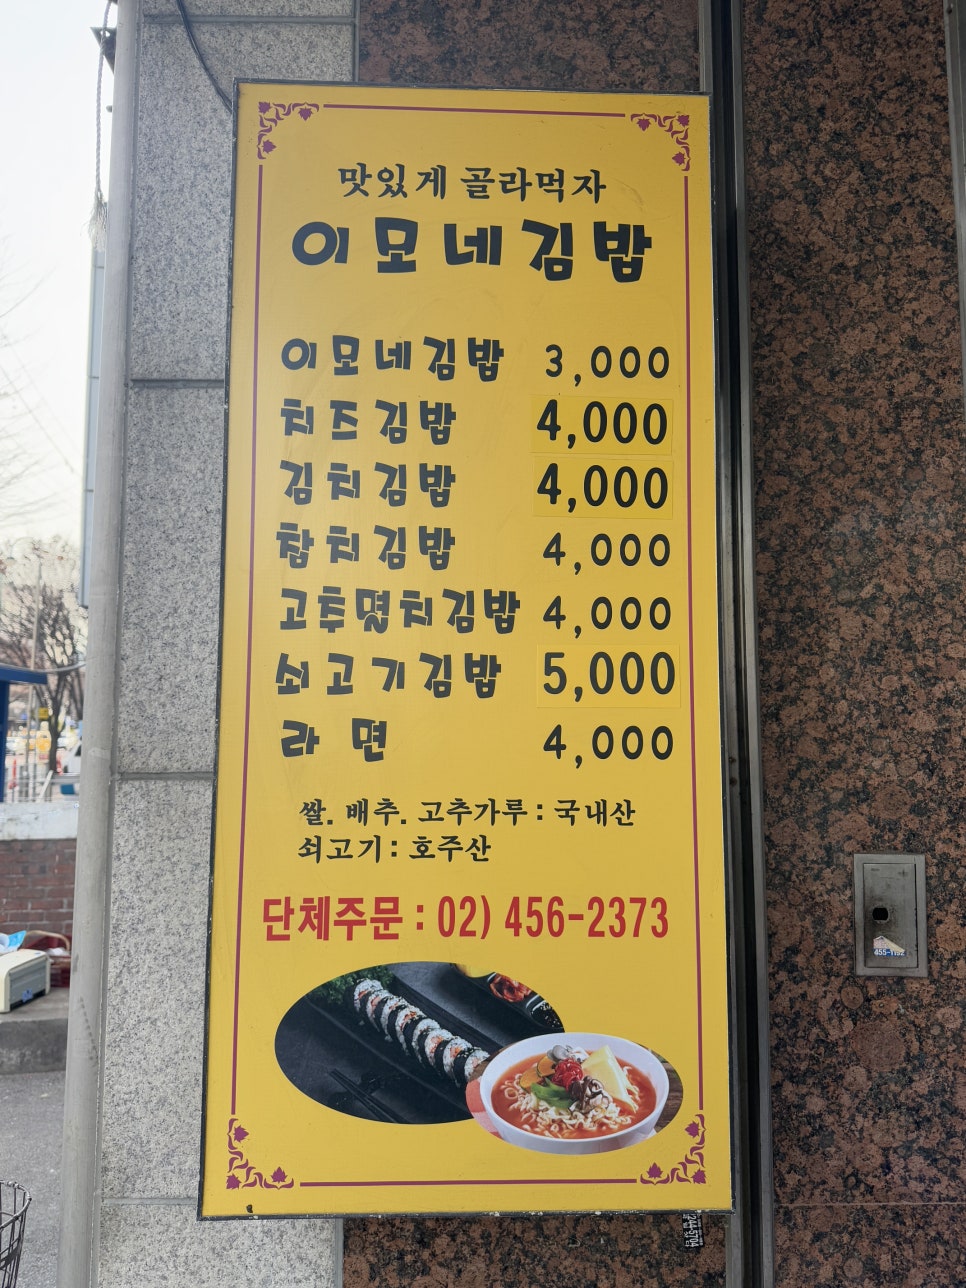 맛있게 골라먹자
이모네김밥
이모네김밥 3,000
치즈김밥 4,000
김치김밥 4,000
참치김밥 4,000
고추멸치김밥 4,000
쇠고기김밥 5,000
라면 4,000
쌀. 배추. 고추가루 : 국내산
쇠고기 : 호주산
단체주문 : 02) 456-2373
455-1192